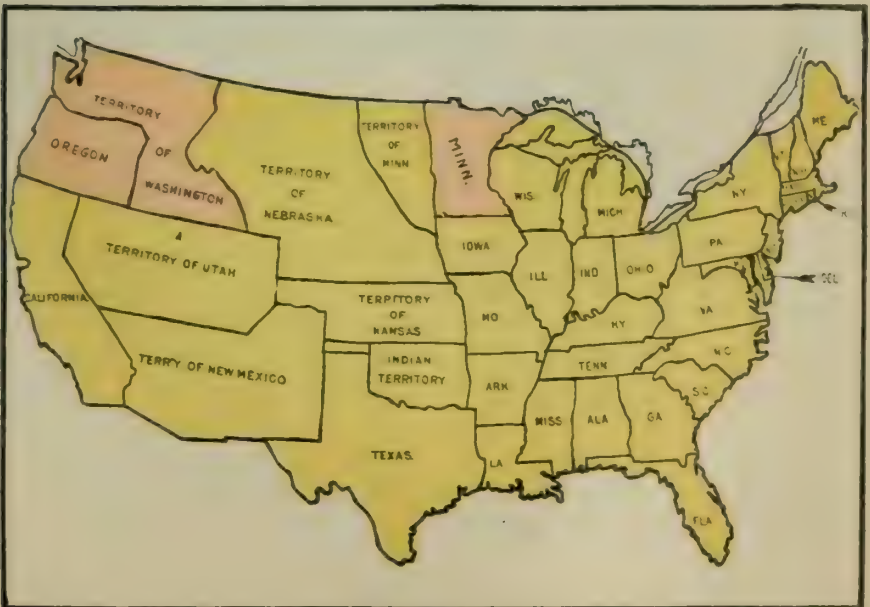 TERRITORY
OF
WASHINGTON
OREGON
TERRITORY
OF
NEBRASKA
TERRITORY
OF
MINN
MINN.
ME
VT
NH
NY
WIS.
MICH
IOWA
PA
TERRITORY OF UTAH
ILL
IND
OHIO
DEL
CALIFORNIA
TERRITORY
OF
KANSAS
MO
KY
VA
TERR'Y OF NEW MEXICO
INDIAN
TERRITORY
ARK
TENN
N.C.
S.C.
MISS
ALA
GA
TEXAS.
LA
FLA